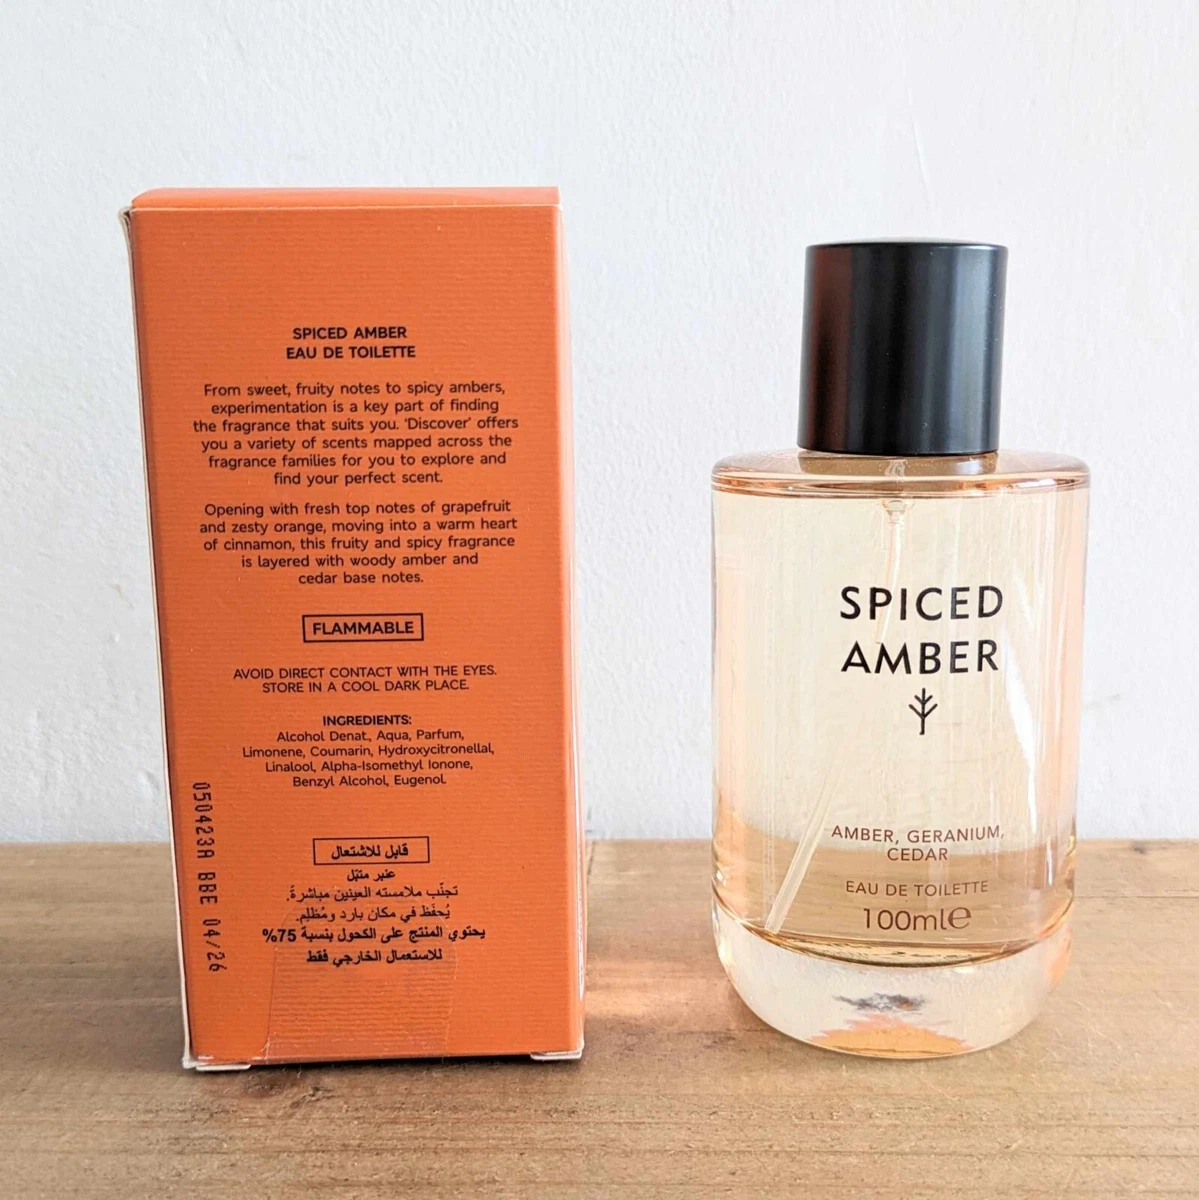 SPICED AMBER
EAU DE TOILETTE
From sweet, fruity notes to spicy ambers,
experimentation is a key part of finding
the fragrance that suits you. 'Discover' offers
you a variety of scents mapped across the
fragrance families for you to explore and
find your perfect scent.
Opening with fresh top notes of grapefruit
and zesty orange, moving into a warm heart
of cinnamon, this fruity and spicy fragrance
is layered with woody amber and
cedar base notes.
FLAMMABLE
AVOID DIRECT CONTACT WITH THE EYES.
STORE IN A COOL DARK PLACE.
INGREDIENTS:
Alcohol Denat., Aqua, Parfum,
Limonene, Coumarin, Hydroxycitronellal,
Linalool, Alpha-Isomethyl Ionone,
Benzyl Alcohol, Eugenol.
قابل للاشتعال
عنبر متبّل
تجنّب ملامسته العينين مباشرةً.
يُحفَظ في مكان بارد ومُظلِم.
يحتوي المنتج على الكحول بنسبة 75%
للاستعمال الخارجي فقط
050423A BBE 04/26
SPICED
AMBER
AMBER, GERANIUM,
CEDAR
EAU DE TOILETTE
100ml℮